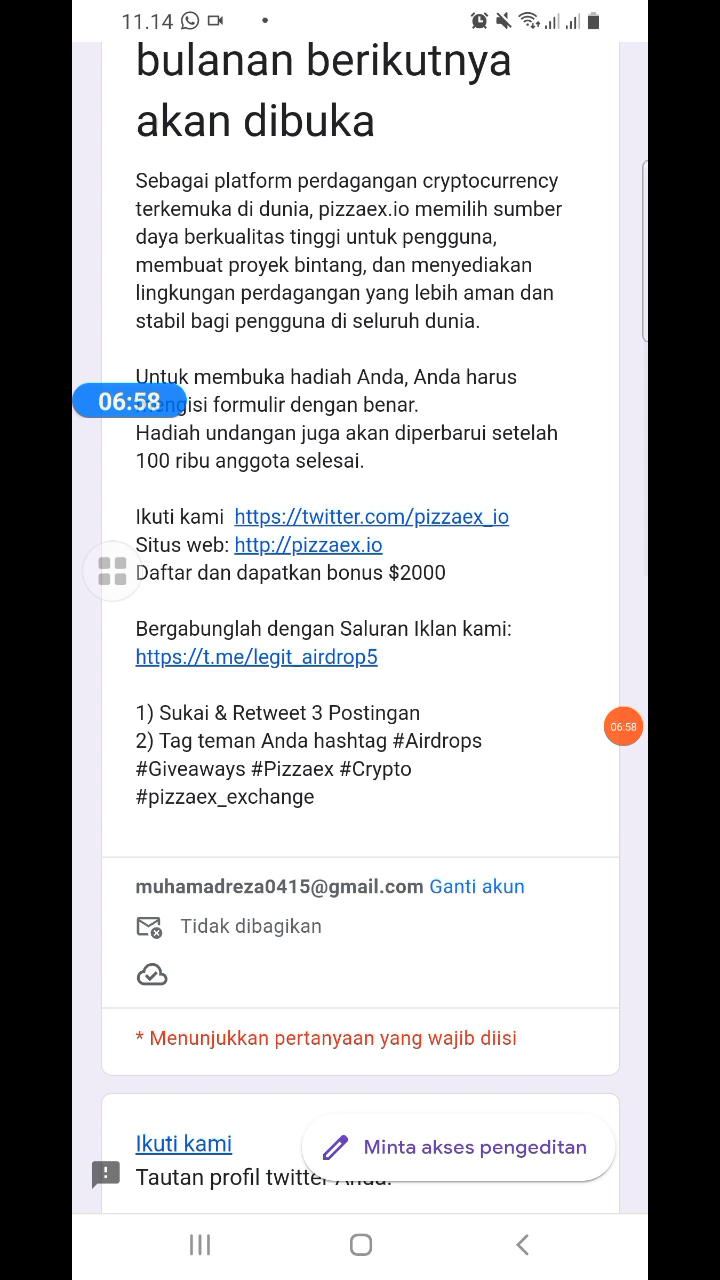 11.14
bulanan berikutnya
akan dibuka
Sebagai platform perdagangan cryptocurrency
terkemuka di dunia, pizzaex.io memilih sumber
daya berkualitas tinggi untuk pengguna,
membuat proyek bintang, dan menyediakan
lingkungan perdagangan yang lebih aman dan
stabil bagi pengguna di seluruh dunia.
Untuk membuka hadiah Anda, Anda harus
06:58
mengisi formulir dengan benar.
Hadiah undangan juga akan diperbarui setelah
100 ribu anggota selesai.
Ikuti kami https://twitter.com/pizzaex_io
Situs web: http://pizzaex.io
Daftar dan dapatkan bonus $2000
Bergabunglah dengan Saluran Iklan kami:
https://t.me/legit_airdrop5
1) Sukai & Retweet 3 Postingan
06:58
2) Tag teman Anda hashtag #Airdrops
#Giveaways #Pizzaex #Crypto
#pizzaex_exchange
muhamadreza0415@gmail.com Ganti akun
Tidak dibagikan
* Menunjukkan pertanyaan yang wajib diisi
Ikuti kami
Minta akses pengeditan
Tautan profil twitter Anda.